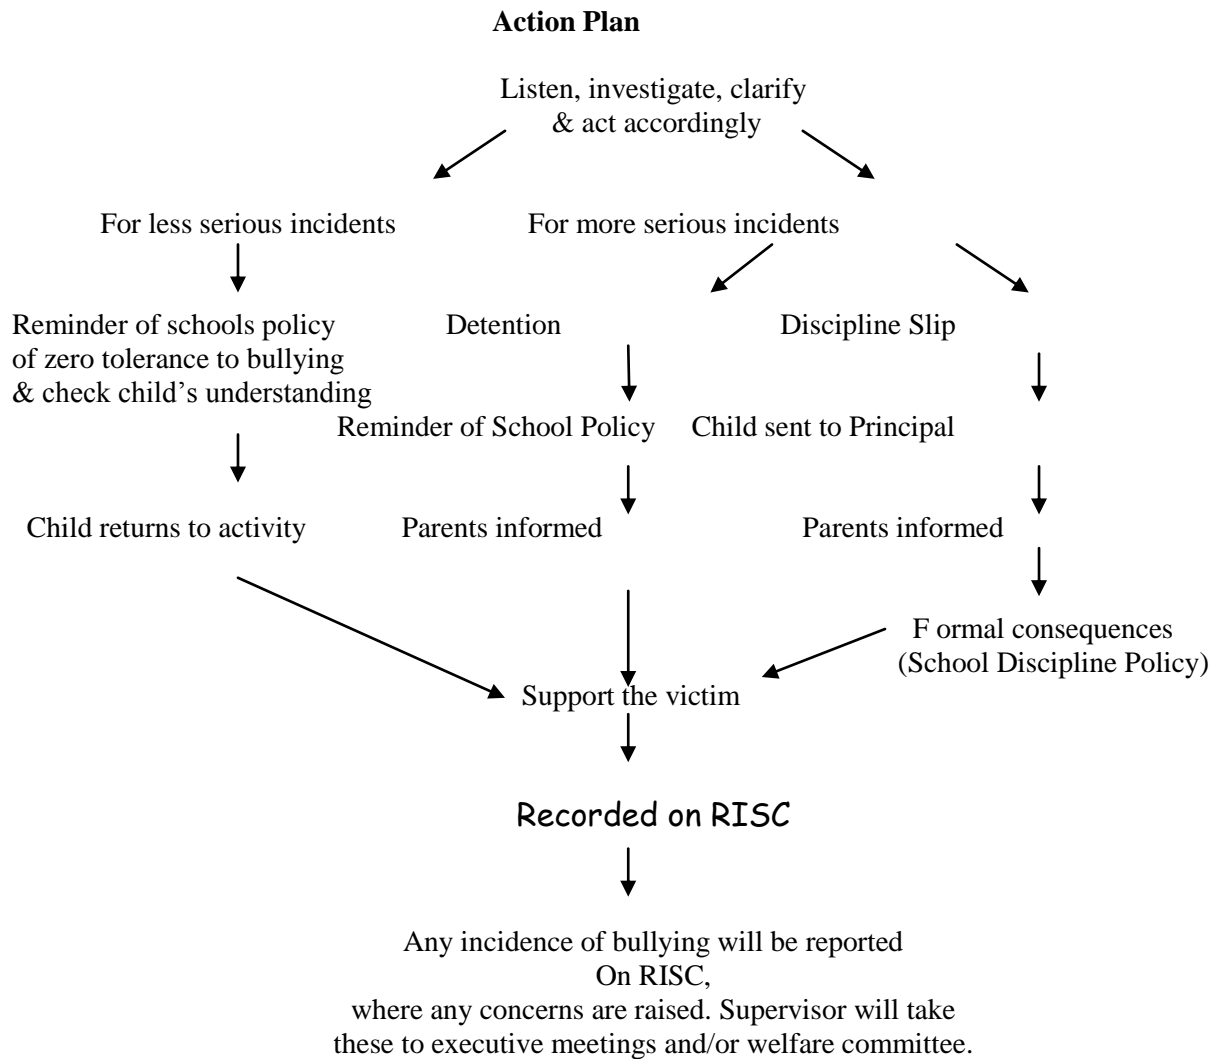 Action Plan
Listen, investigate, clarify
& act accordingly
For less serious incidents
For more serious incidents
Reminder of schools policy
of zero tolerance to bullying
& check child's understanding
Detention
Discipline Slip
Reminder of School Policy
Child sent to Principal
Child returns to activity
Parents informed
Parents informed
F ormal consequences
(School Discipline Policy)
Support the victim
Recorded on RISC
Any incidence of bullying will be reported
On RISC,
where any concerns are raised. Supervisor will take
these to executive meetings and/or welfare committee.